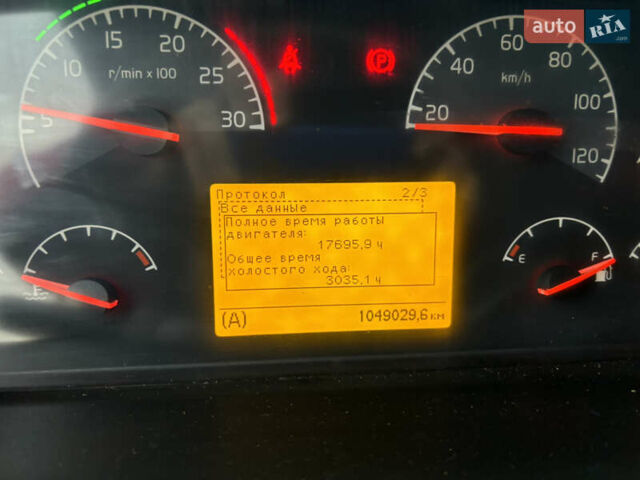 auto RIA .com
5 10 15 20 25 30
r/min x 100
20 40 60 80 100 120
km/h
P
Протокол 2/3
Все данные
Полное время работы
двигателя:
17695,9 ч
Общее время
холостого хода:
3035,1 ч
(A) 1049029,6 км
E F